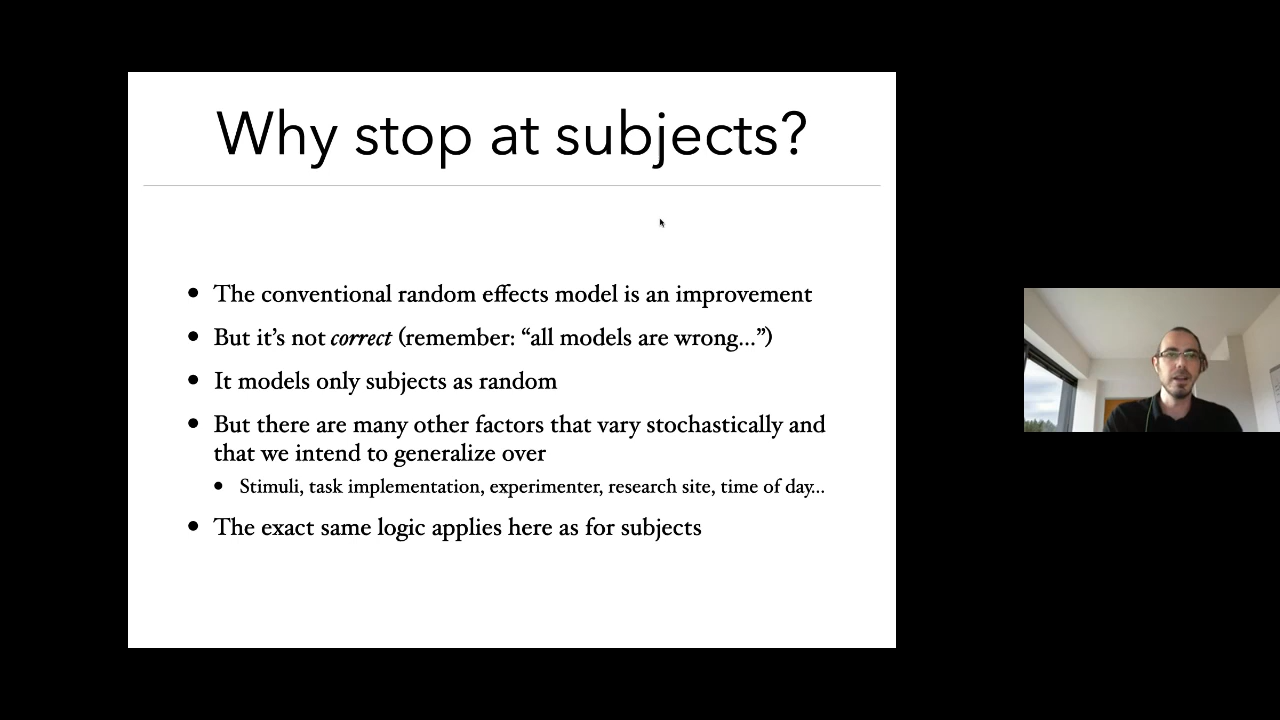 Why stop at subjects?
• The conventional random effects model is an improvement
• But it’s not correct (remember: “all models are wrong...”)
• It models only subjects as random
• But there are many other factors that vary stochastically and
that we intend to generalize over
• Stimuli, task implementation, experimenter, research site, time of day...
• The exact same logic applies here as for subjects